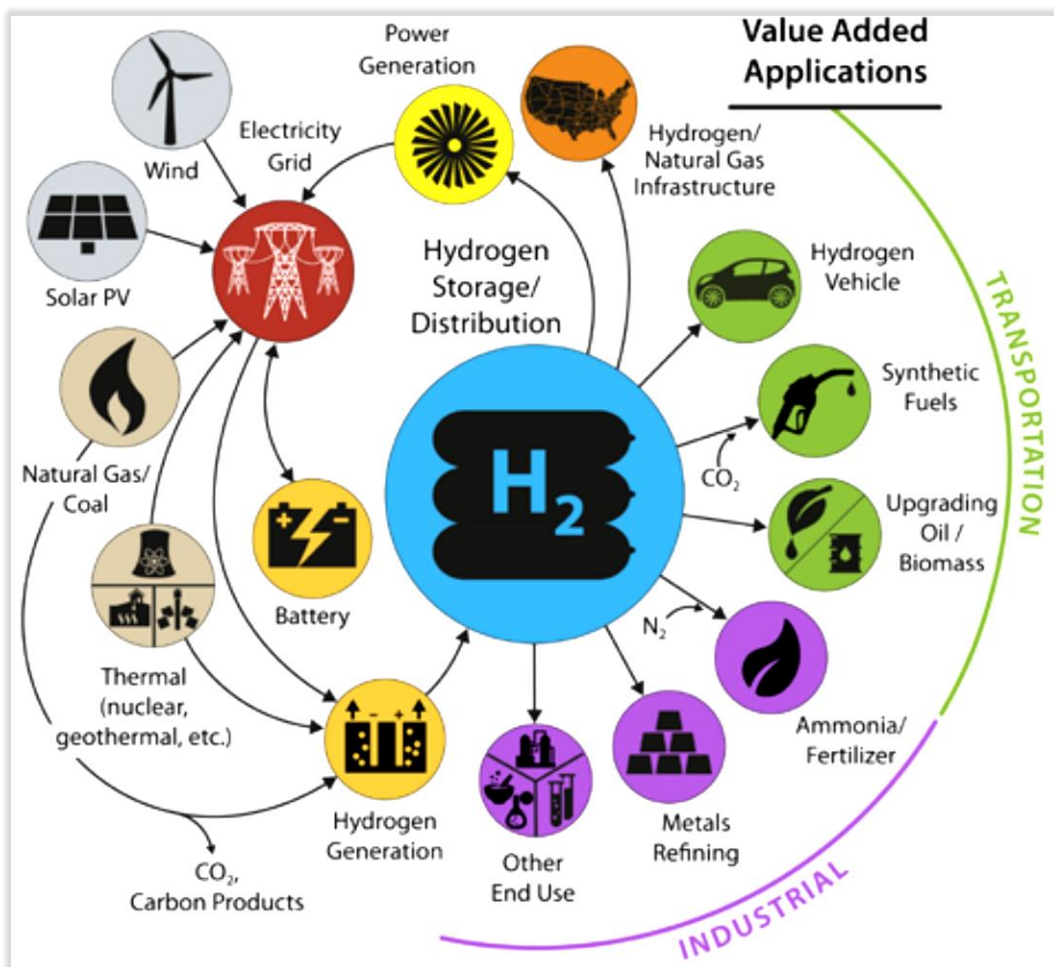 Value Added
Applications
Power
Generation
Electricity
Grid
Wind
Solar PV
Hydrogen/
Natural Gas
Infrastructure
Hydrogen
Storage/
Distribution
Hydrogen
Vehicle
TRANSPORTATION
Synthetic
Fuels
CO₂
H₂
Natural Gas/
Coal
Upgrading
Oil /
Biomass
+ -
Battery
N₂
Thermal
(nuclear,
geothermal, etc.)
- +
Ammonia/
Fertilizer
Hydrogen
Generation
Metals
Refining
Other
End Use
CO₂,
Carbon Products
INDUSTRIAL